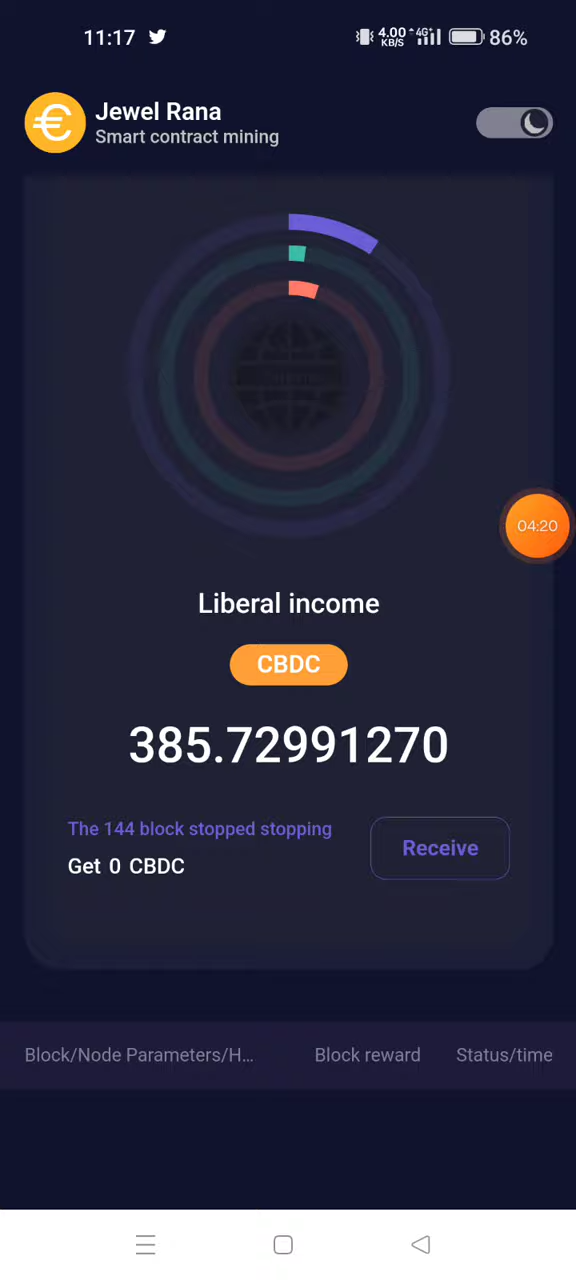 11:17
4.00 KB/S 4G+ 86%
Jewel Rana
Smart contract mining
04:20
Liberal income
CBDC
385.72991270
The 144 block stopped stopping
Get 0 CBDC
Receive
Block/Node Parameters/H... Block reward Status/time